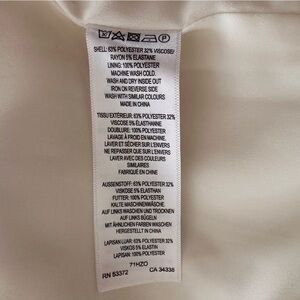 SHELL: 63% POLYESTER 32% VISCOSE/
RAYON 5% ELASTANE
LINING: 100% POLYESTER
MACHINE WASH COLD.
WASH AND DRY INSIDE OUT
IRON ON REVERSE SIDE
WASH WITH SIMILAR COLOURS
MADE IN CHINA
TISSU EXTÉRIEUR: 63% POLYESTER 32%
VISCOSE 5% ÉLASTHANNE
DOUBLURE: 100% POLYESTER
LAVAGE À FROID EN MACHINE.
LAVER ET SÉCHER SUR L'ENVERS
NE REPASSER QUE SUR L'ENVERS
LAVER AVEC DES COULEURS
SIMILAIRES
FABRIQUÉ EN CHINE
AUSSENSTOFF: 63% POLYESTER 32%
VISKOSE 5% ELASTHAN
FUTTER: 100% POLYESTER
KALTE MASCHINENWÄSCHE
AUF LINKS WASCHEN UND TROCKNEN
AUF LINKS BÜGELN
MIT ÄHNLICHEN FARBEN WASCHEN
HERGESTELLT IN CHINA
LAPISAN LUAR: 63% POLYESTER 32%
VISKOS 5% ELASTIN
LAPISAN: 100% POLYESTER
71HZO
RN 53372 CA 34338